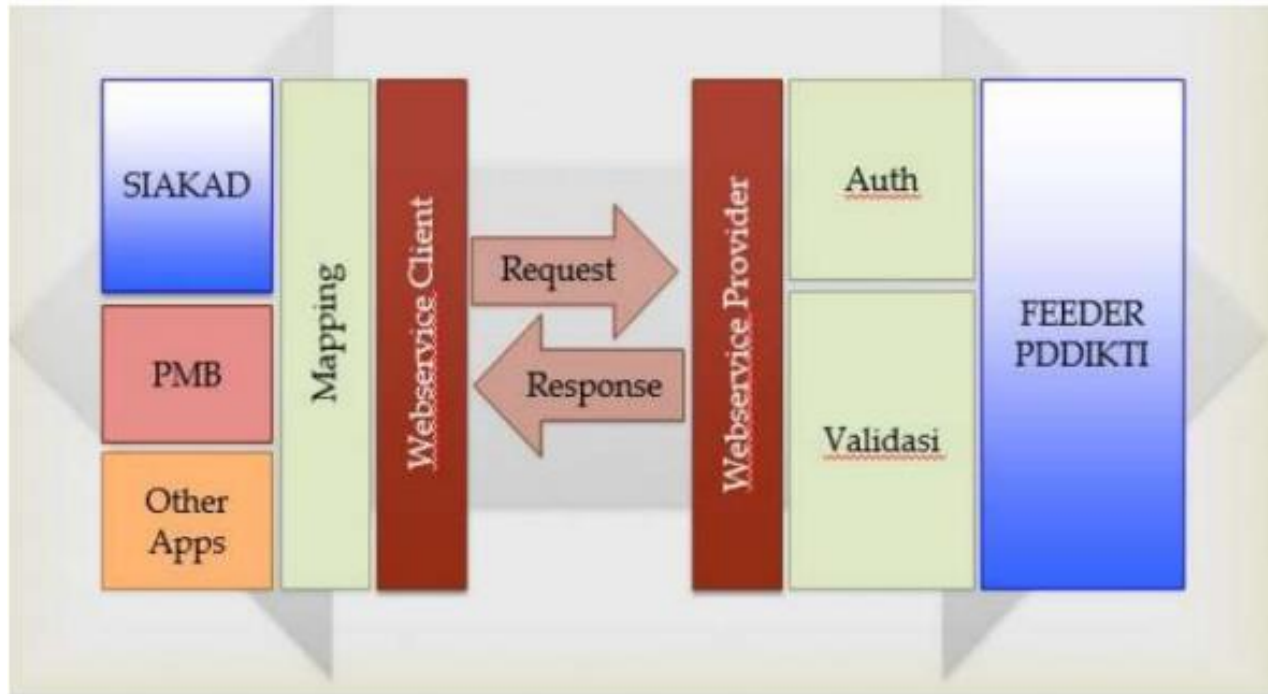 SIAKAD
PMB
Other
Apps
Mapping
Webservice Client
Request
Response
Webservice Provider
Auth
Validasi
FEEDER
PDDIKTI